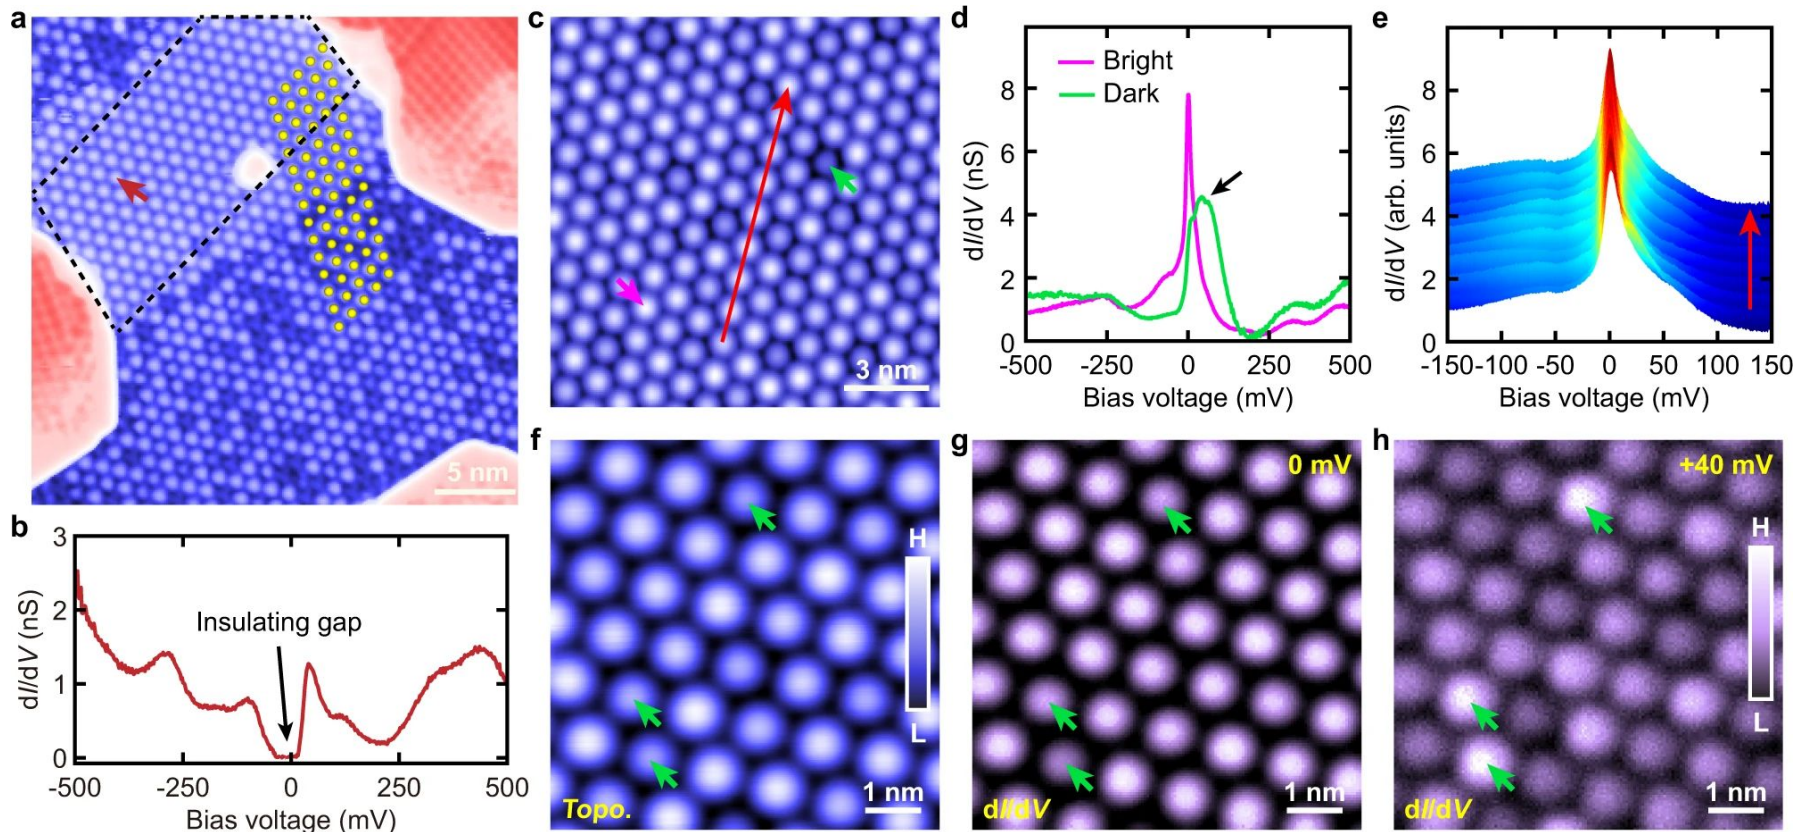 a
5 nm
b
3
2
1
0
dI/dV (nS)
Insulating gap
-500
-250
0
250
500
Bias voltage (mV)
c
3 nm
d
Bright
Dark
8
6
4
2
0
dI/dV (nS)
-500
-250
0
250
500
Bias voltage (mV)
e
8
6
4
2
0
dI/dV (arb. units)
-150
-100
-50
0
50
100
150
Bias voltage (mV)
f
H
L
Topo.
1 nm
g
0 mV
dI/dV
1 nm
h
+40 mV
H
L
dI/dV
1 nm